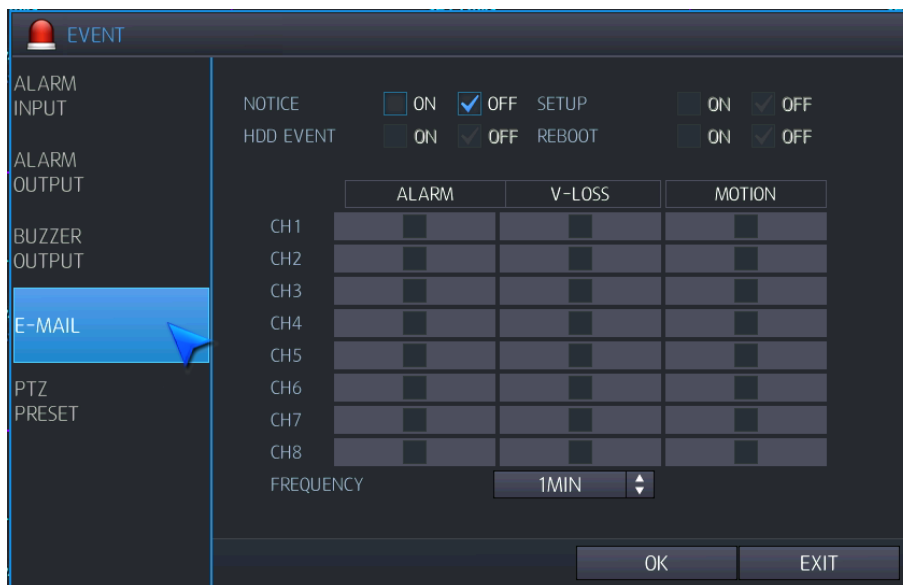 EVENT
ALARM
INPUT
ALARM
OUTPUT
BUZZER
OUTPUT
E-MAIL
PTZ
PRESET
NOTICE ON OFF SETUP ON OFF
HDD EVENT ON OFF REBOOT ON OFF
ALARM V-LOSS MOTION
CH1
CH2
CH3
CH4
CH5
CH6
CH7
CH8
FREQUENCY 1MIN
OK EXIT